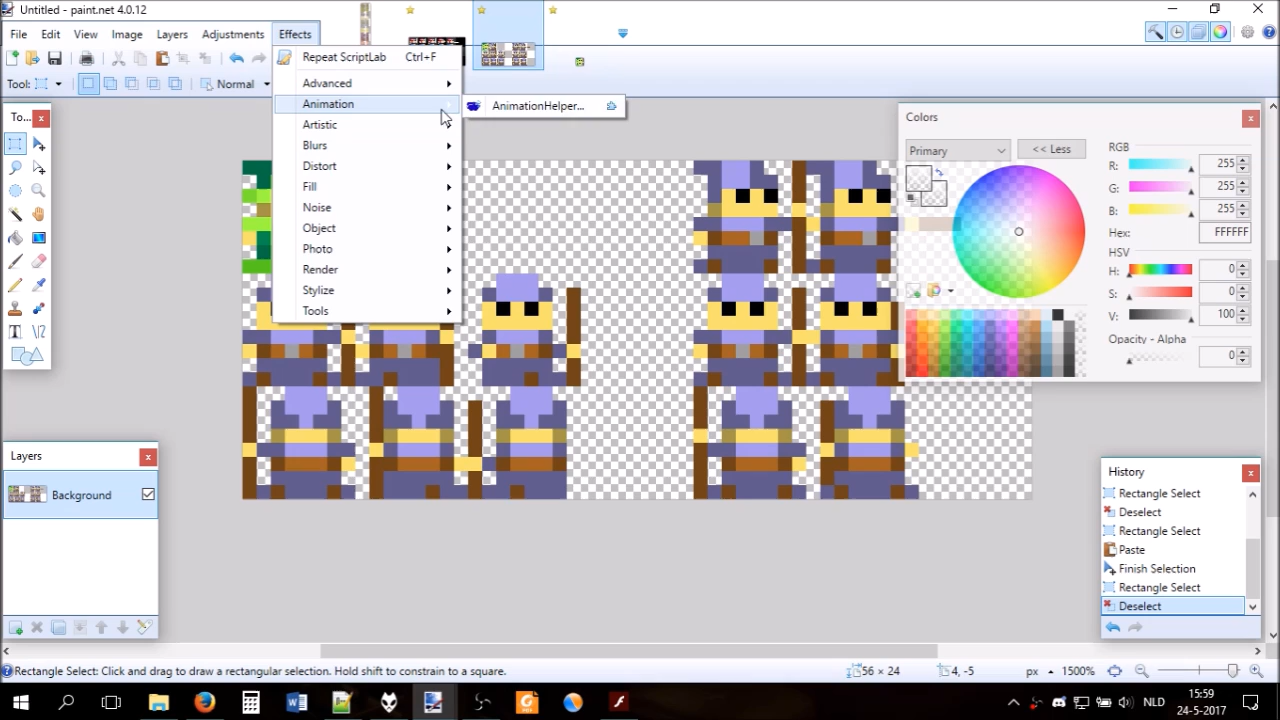 Untitled - paint.net 4.0.12
File Edit View Image Layers Adjustments Effects
Tool: Normal
Repeat ScriptLab Ctrl+F
Advanced
Animation
AnimationHelper...
Artistic
Blurs
Distort
Fill
Noise
Object
Photo
Render
Stylize
Tools
To...
Colors
Primary
<< Less
RGB
R: 255
G: 255
B: 255
Hex: FFFFFF
HSV
H: 0
S: 0
V: 100
Opacity - Alpha
0
Layers
Background
History
Rectangle Select
Deselect
Rectangle Select
Paste
Finish Selection
Rectangle Select
Deselect
Rectangle Select: Click and drag to draw a rectangular selection. Hold shift to constrain to a square.
56 × 24
4, -5
px
1500%
NLD
15:59
24-5-2017